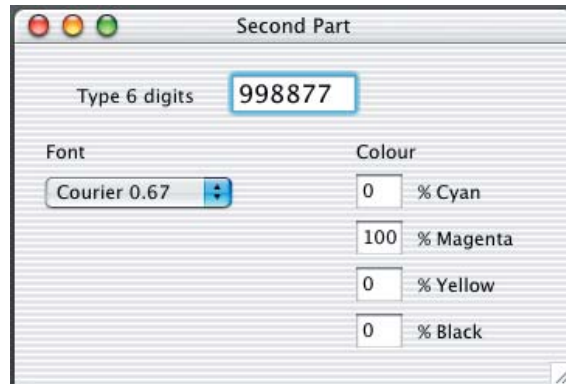 Second Part
Type 6 digits 998877
Font Colour
Courier 0.67 0 % Cyan
100 % Magenta
0 % Yellow
0 % Black